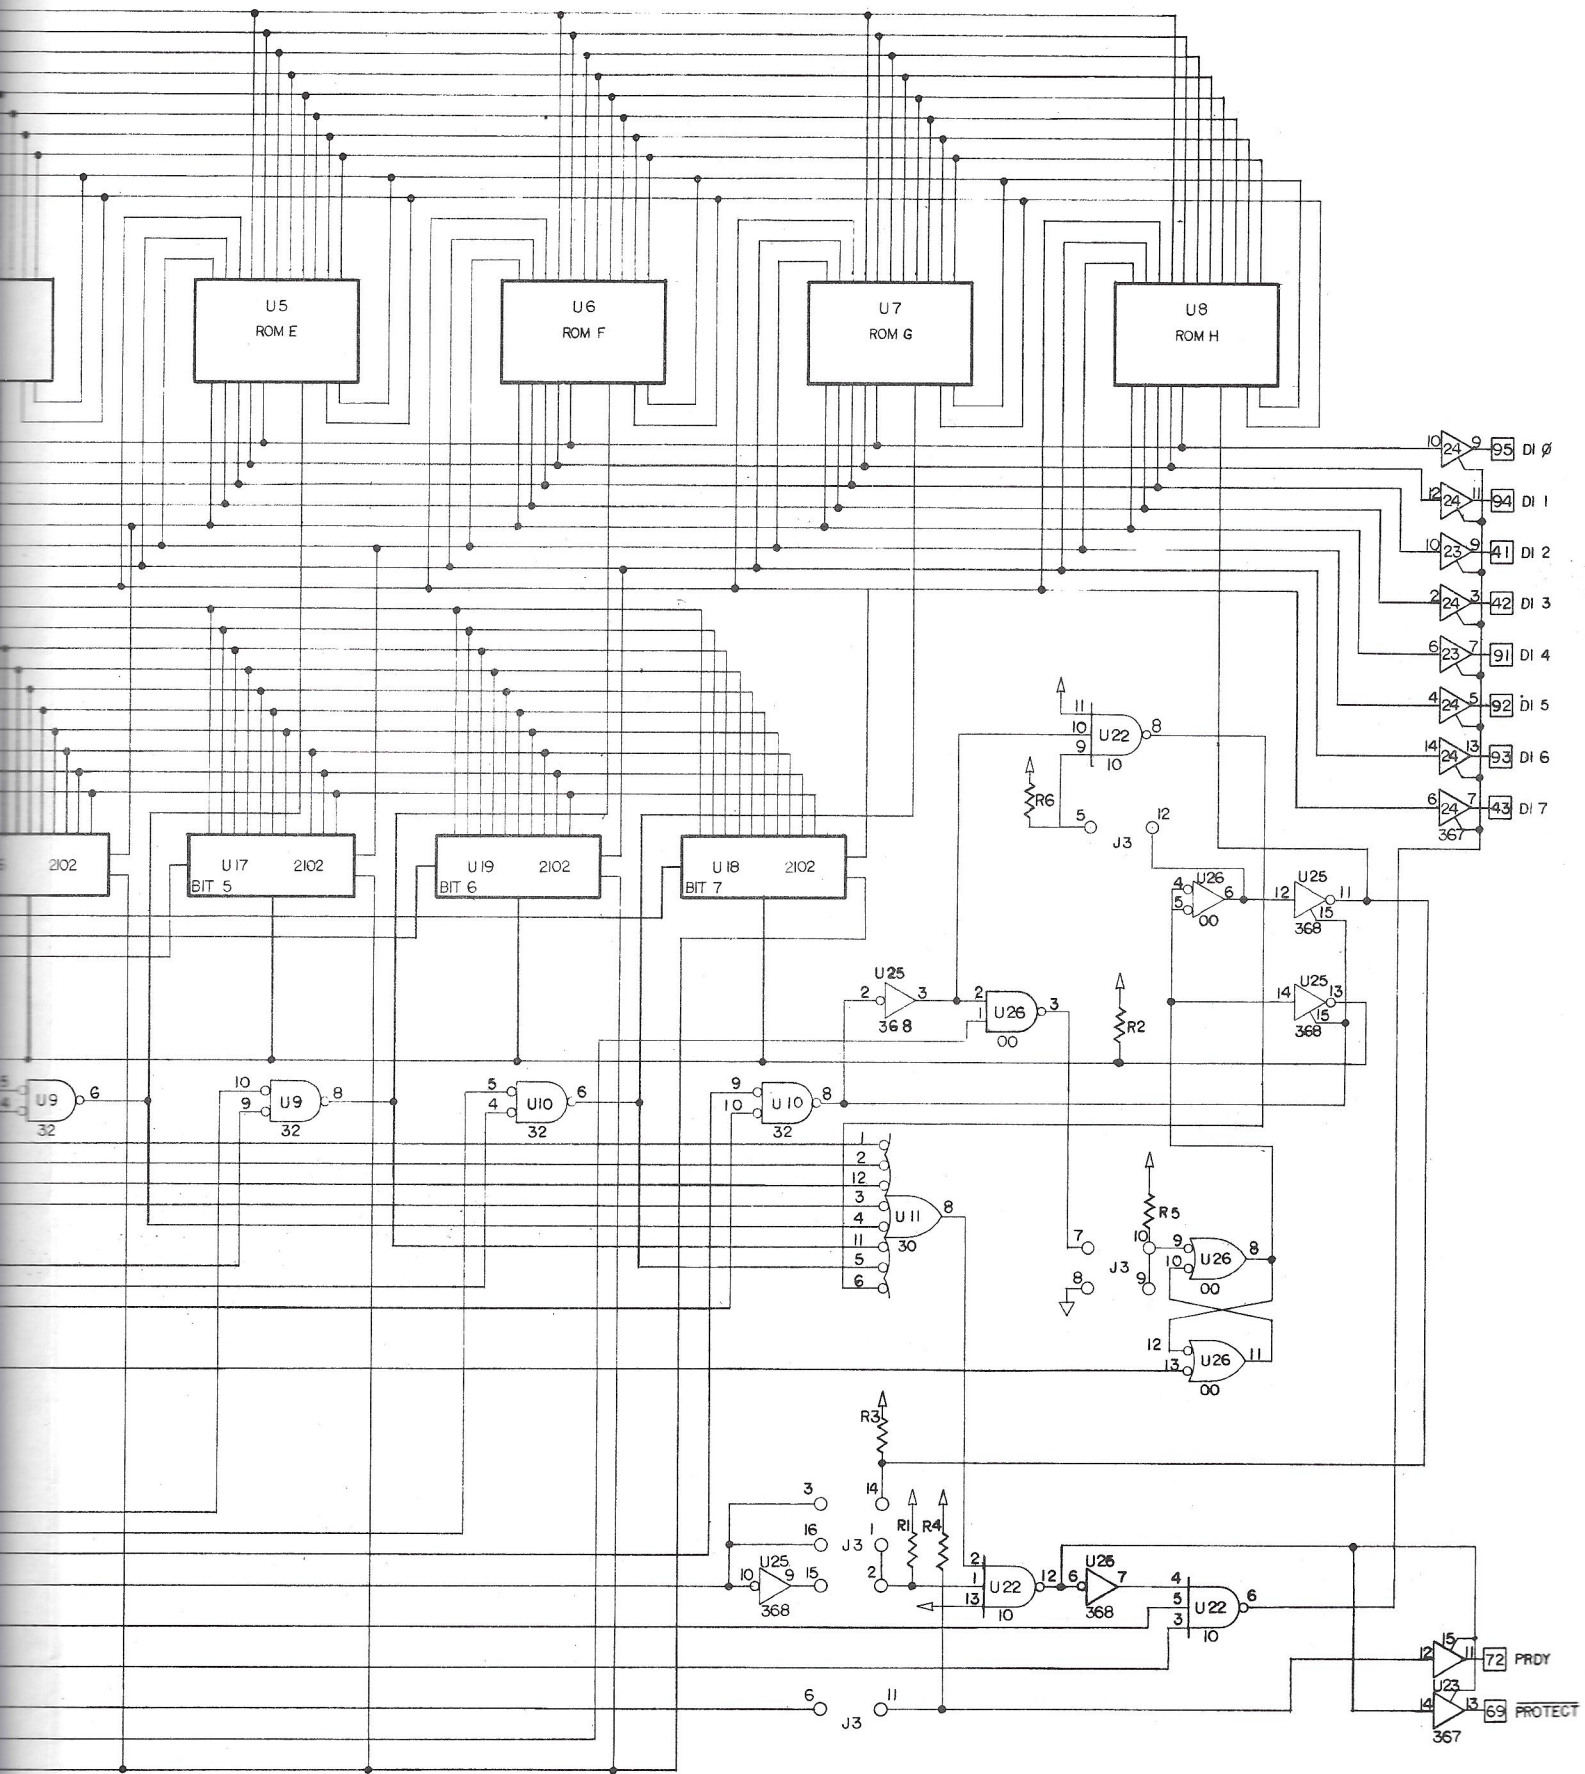 U5
ROM E
U6
ROM F
U7
ROM G
U8
ROM H
10 24 9 95 DI Ø
12 24 11 94 DI 1
10 23 9 41 DI 2
2 24 3 42 DI 3
6 23 7 91 DI 4
4 24 5 92 DI 5
14 24 13 93 DI 6
6 24 7 43 DI 7
367
11
10 U22 8
9
10
R6
5 12
J3
2102
U17 2102
BIT 5
U19 2102
BIT 6
U18 2102
BIT 7
U26
4 6
5
00
U25
12 11
15
368
U25
2 3
368
2
1 U26 3
00
R2
U25
14 13
15
368
5
4 U9 6
32
10
9 U9 8
32
5
4 U10 6
32
9
10 U10 8
32
1
2
12
3
4 U11 8
11 30
5
6
R5
7 10
J3
8 9
9
10 U26 8
00
12
13 U26 11
00
R3
3 14
16 J3 1
U25
10 9 15 2
368
R1 R4
2
1 U22 12
13
10
U25
6 7
368
4
5 U22 6
3
10
15
12 11 72 PRDY
U23
14 13 69 PROTECT
367
6 J3 11